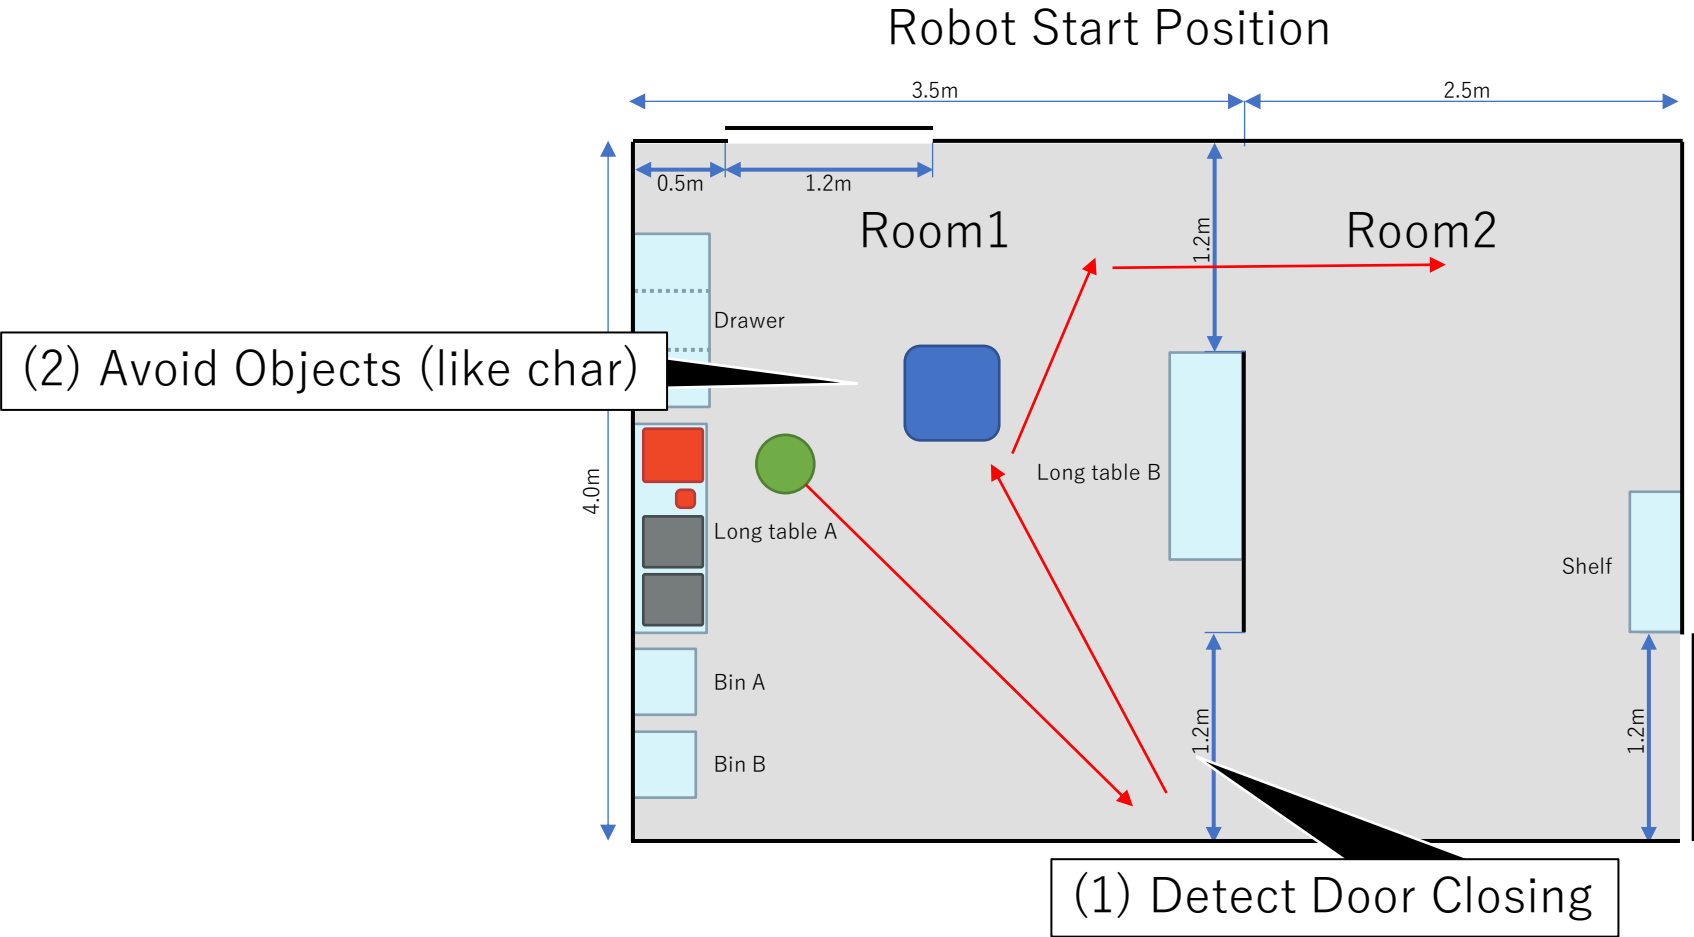 Robot Start Position
3.5m
2.5m
0.5m
1.2m
Room1
1.2m
Room2
Drawer
(2) Avoid Objects (like char)
4.0m
Long table B
Long table A
Shelf
Bin A
1.2m
1.2m
Bin B
(1) Detect Door Closing